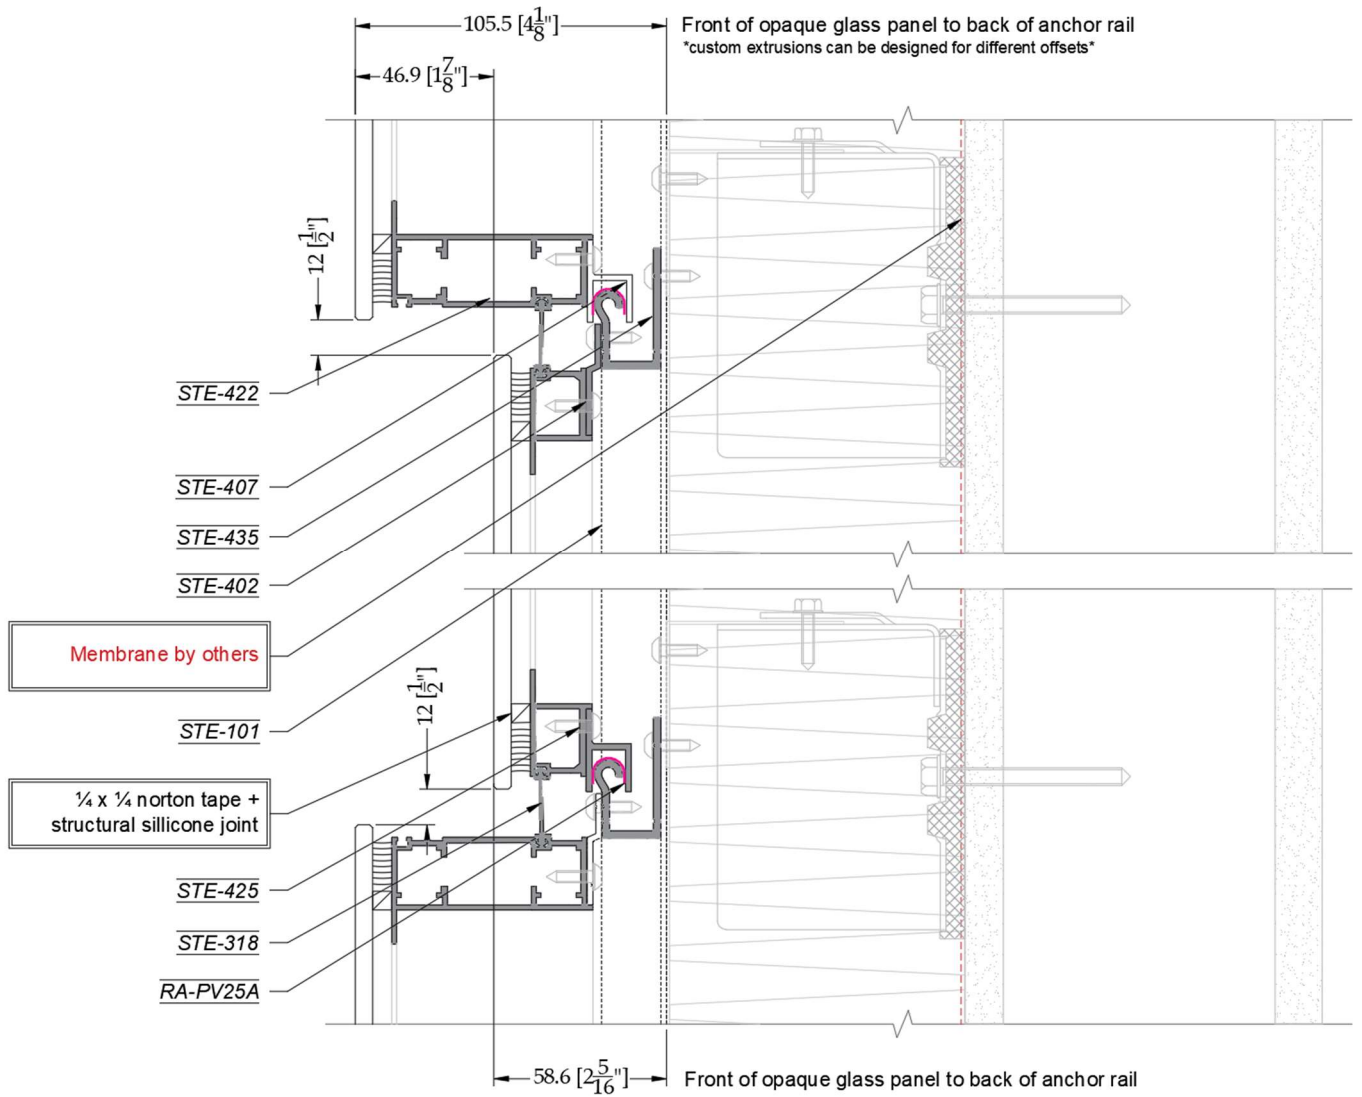 105.5 [4 1/8"]
Front of opaque glass panel to back of anchor rail
*custom extrusions can be designed for different offsets*
46.9 [1 7/8"]
12 [1/2"]
STE-422
STE-407
STE-435
STE-402
Membrane by others
12 [1/2"]
STE-101
¼ x ¼ norton tape +
structural sillicone joint
STE-425
STE-318
RA-PV25A
58.6 [2 5/16"]
Front of opaque glass panel to back of anchor rail